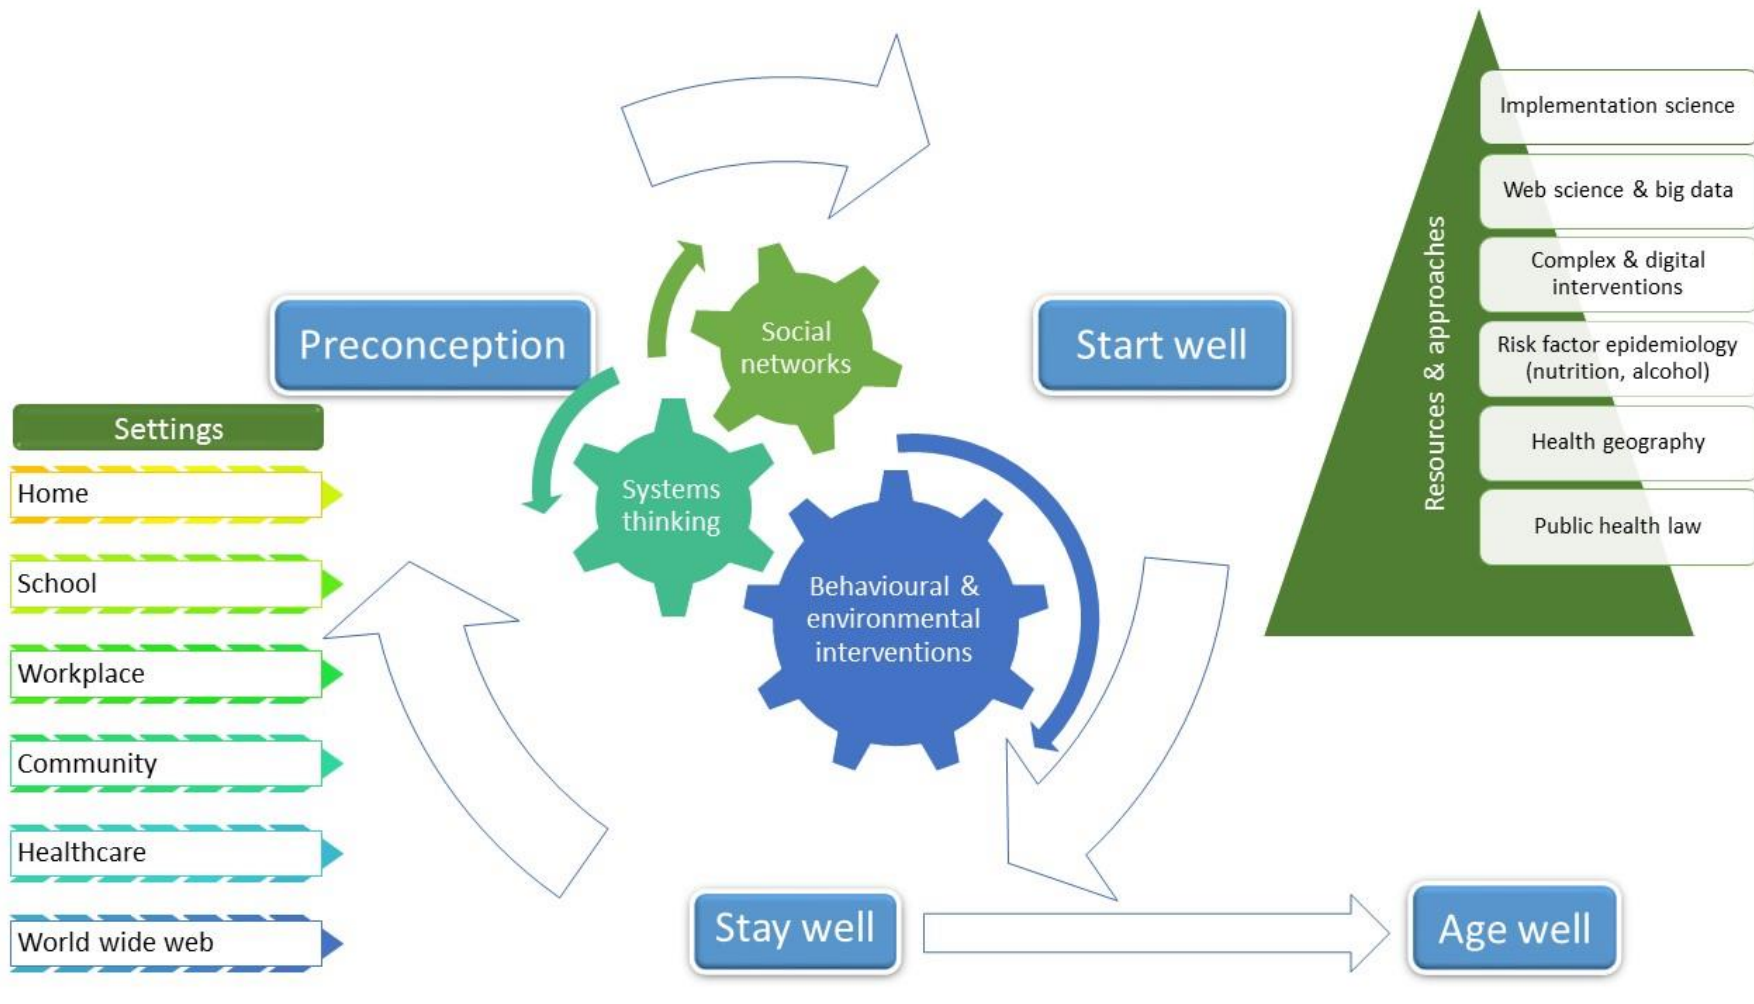 Preconception
Start well
Stay well
Age well
Social
networks
Systems
thinking
Behavioural &
environmental
interventions
Settings
Home
School
Workplace
Community
Healthcare
World wide web
Resources & approaches
Implementation science
Web science & big data
Complex & digital
interventions
Risk factor epidemiology
(nutrition, alcohol)
Health geography
Public health law